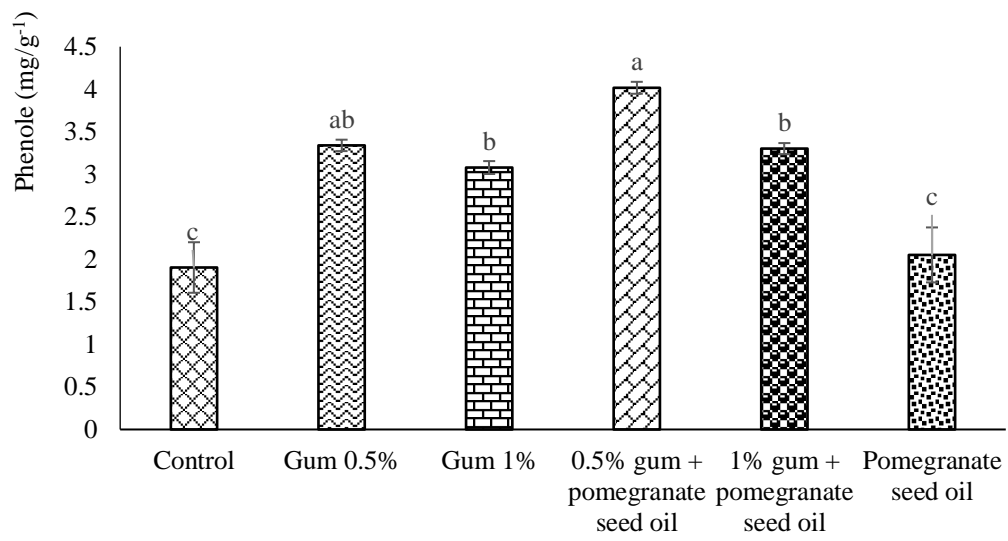 Phenole (mg/g⁻¹)
4.5
4
3.5
3
2.5
2
1.5
1
0.5
0
c
ab
b
a
b
c
Control
Gum 0.5%
Gum 1%
0.5% gum +
pomegranate
seed oil
1% gum +
pomegranate
seed oil
Pomegranate
seed oil